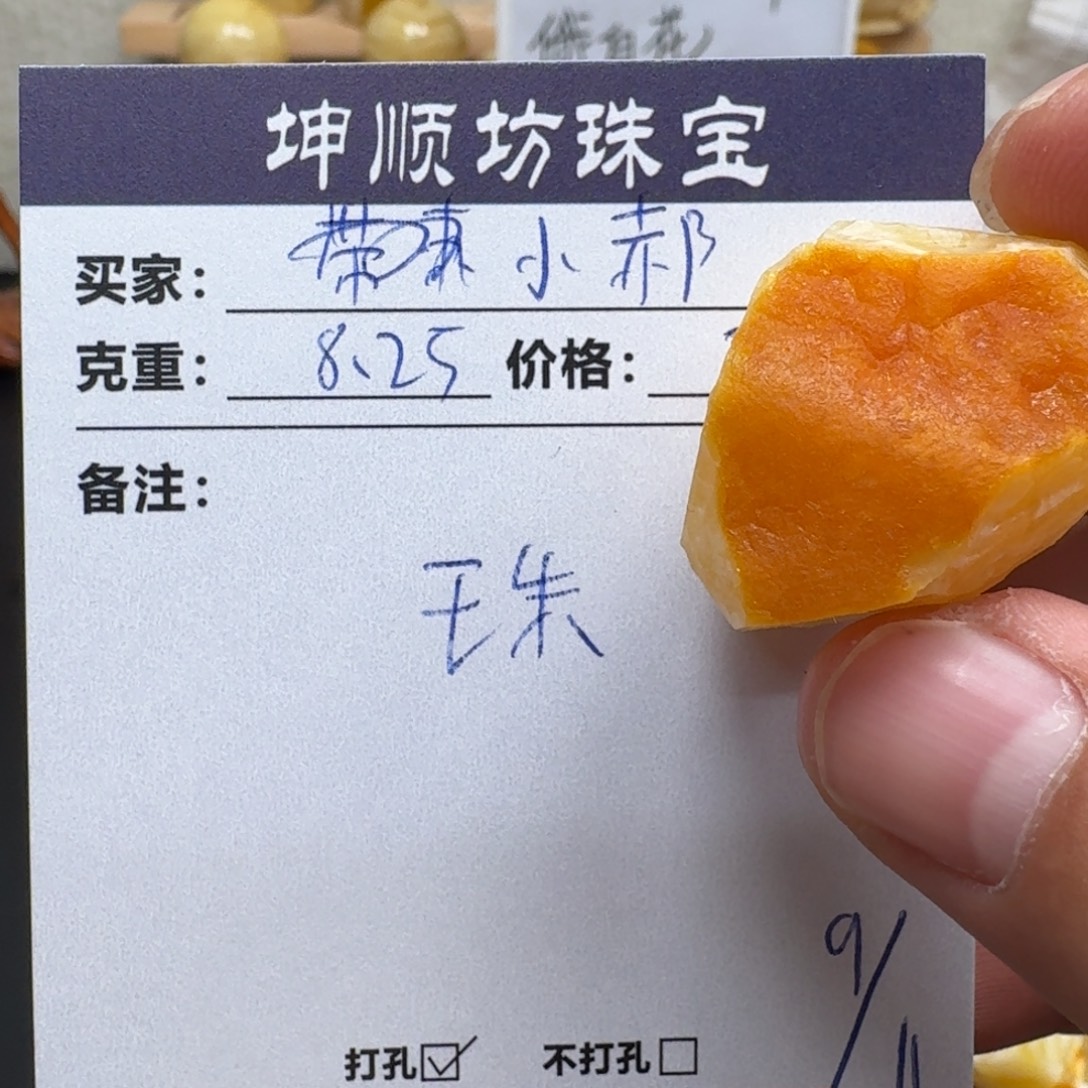 坤顺坊珠宝
买家: 小郝
克重: 8.25 价格:
备注:
珠
9/11
打孔☑ 不打孔☐